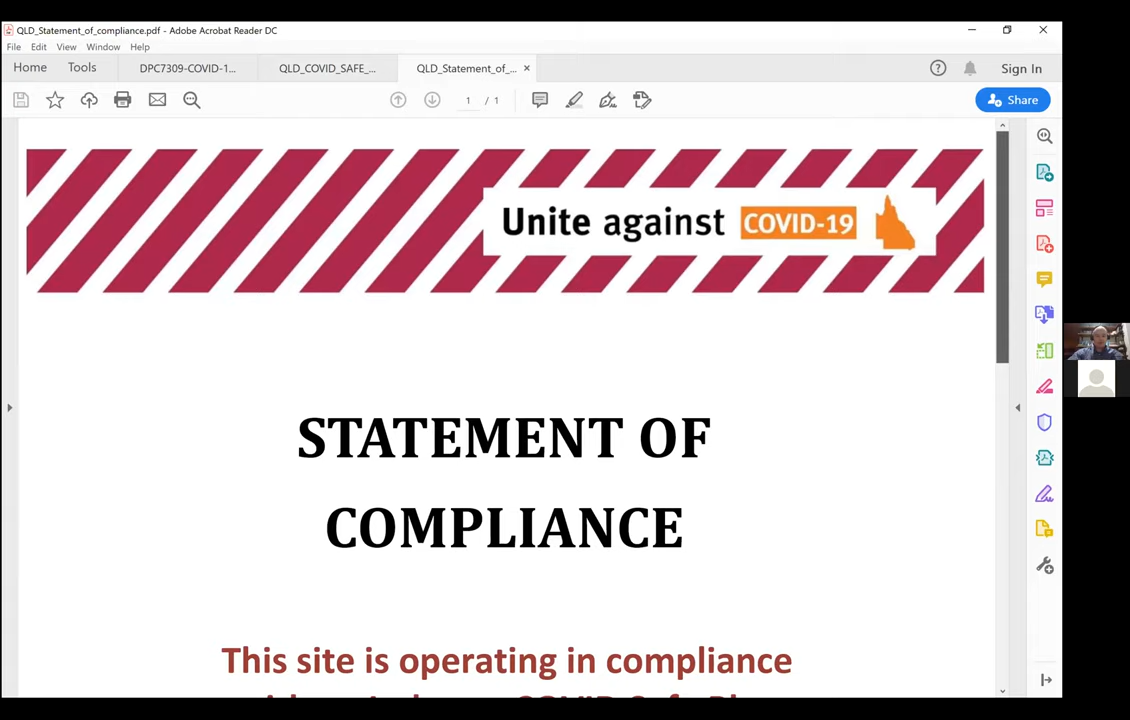 QLD_Statement_of_compliance.pdf - Adobe Acrobat Reader DC
File Edit View Window Help
Home Tools DPC7309-COVID-1... QLD_COVID_SAFE_... QLD_Statement_of_... × Sign In
1 / 1 Share
Unite against COVID-19
STATEMENT OF
COMPLIANCE
This site is operating in compliance